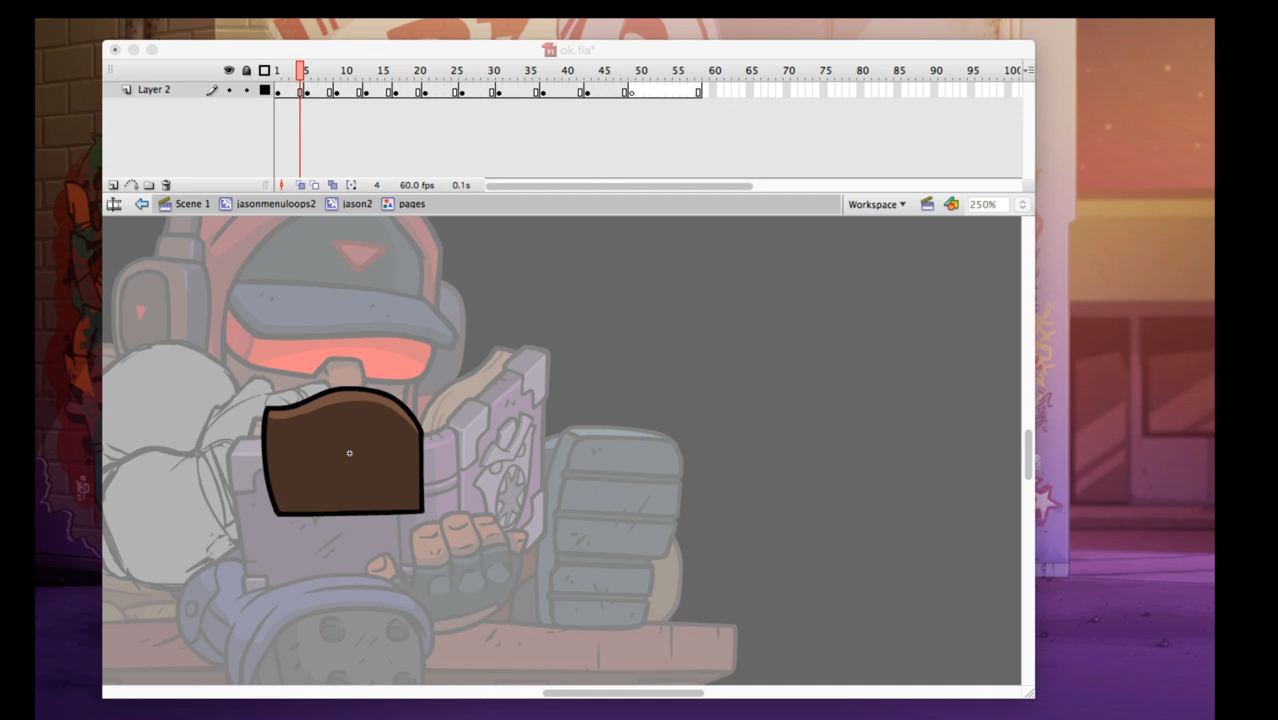 ok.fla*
1 5 10 15 20 25 30 35 40 45 50 55 60 65 70 75 80 85 90 95 100
Layer 2
4 60.0 fps 0.1s
Scene 1 jasonmenuloops2 jason2 pages Workspace 250%